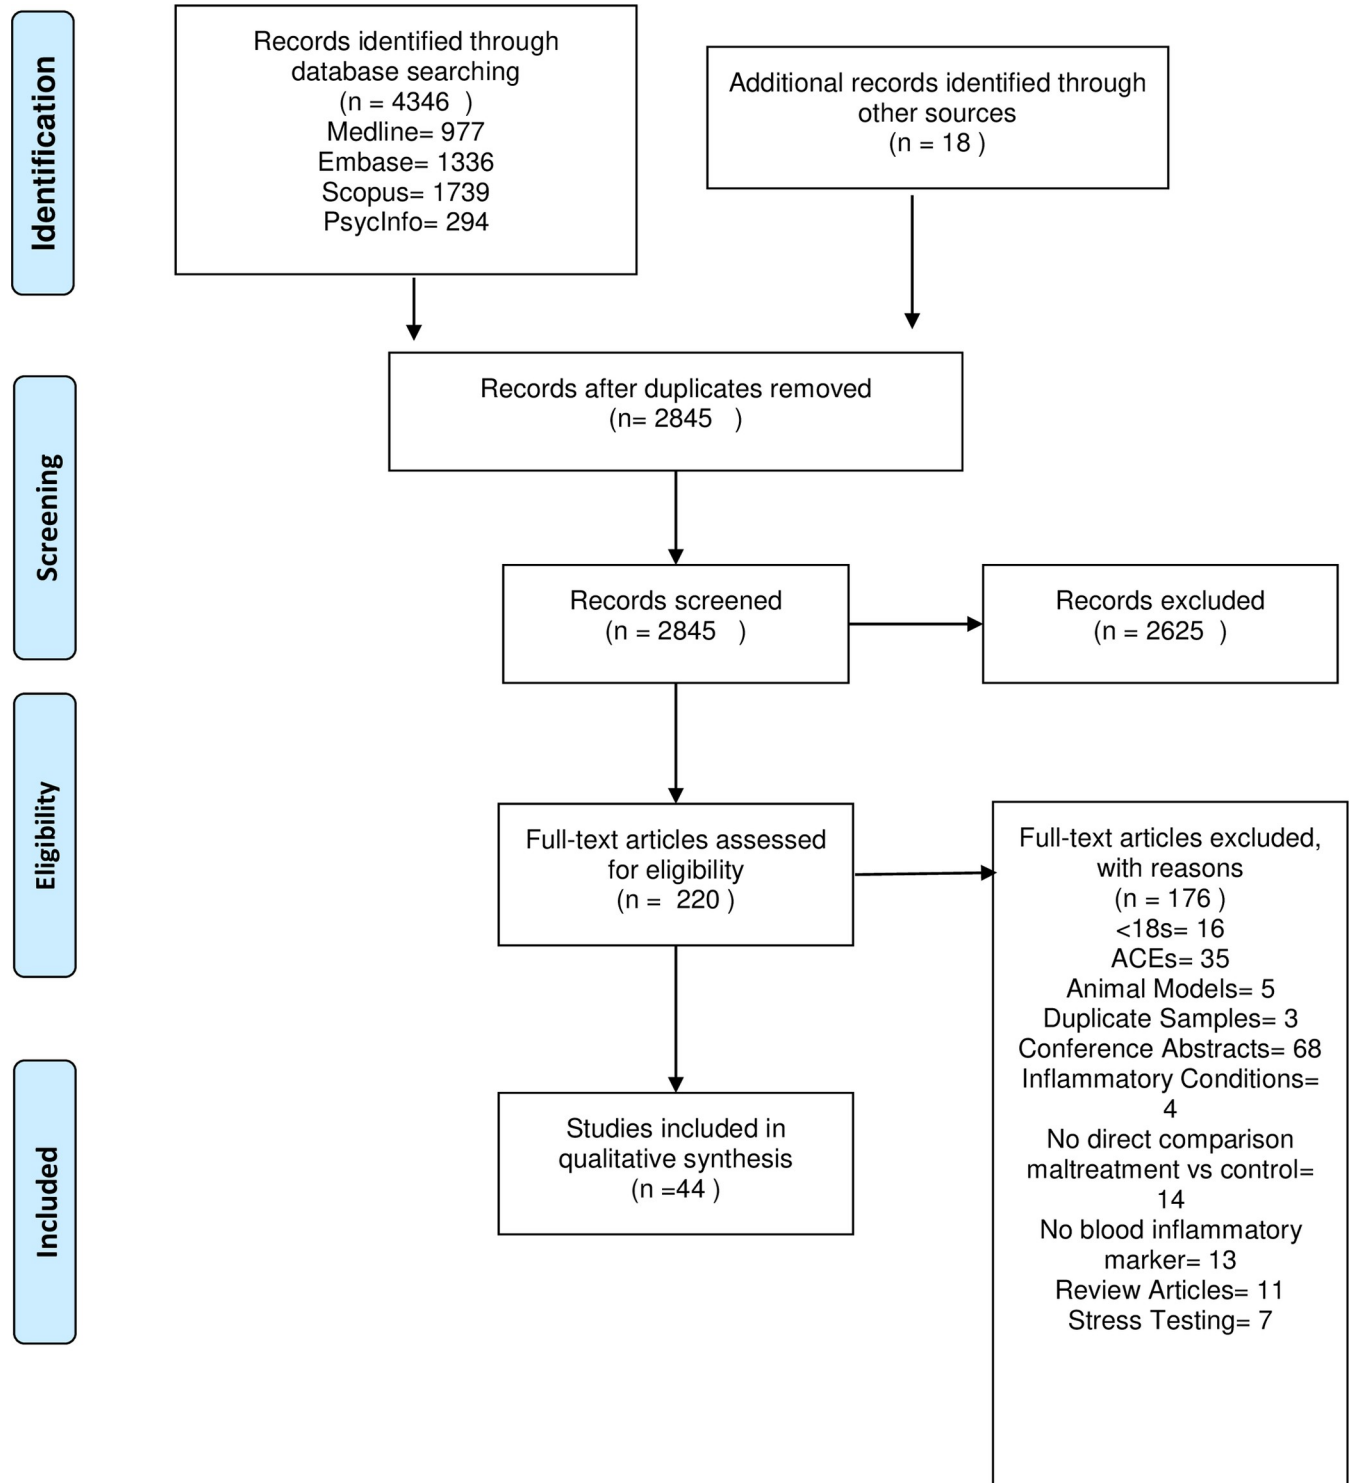 Identification
Records identified through
database searching
(n = 4346  )
Medline= 977
Embase= 1336
Scopus= 1739
PsycInfo= 294
Additional records identified through
other sources
(n = 18 )
Screening
Records after duplicates removed
(n= 2845   )
Records screened
(n = 2845   )
Records excluded
(n = 2625  )
Eligibility
Full-text articles assessed
for eligibility
(n =  220 )
Full-text articles excluded,
with reasons
(n = 176 )
<18s= 16
ACEs= 35
Animal Models= 5
Duplicate Samples= 3
Conference Abstracts= 68
Inflammatory Conditions=
4
No direct comparison
maltreatment vs control=
14
No blood inflammatory
marker= 13
Review Articles= 11
Stress Testing= 7
Included
Studies included in
qualitative synthesis
(n =44 )